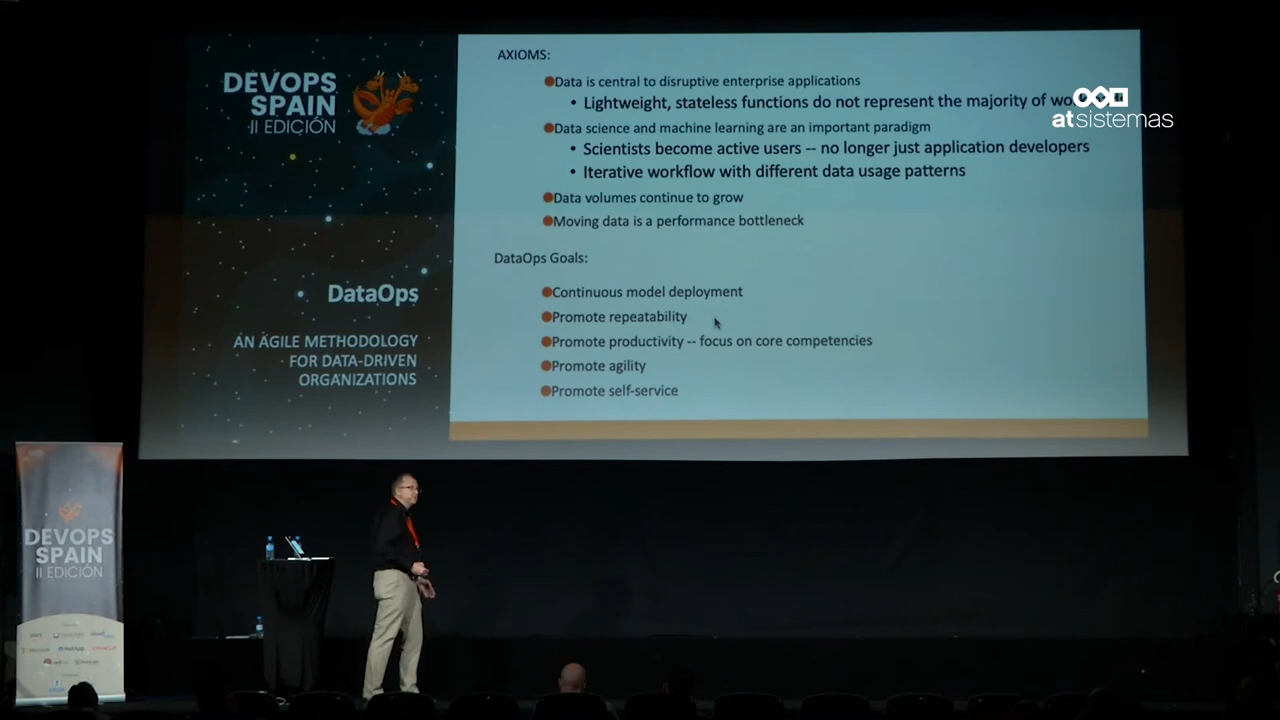 DEVOPS
SPAIN
II EDICIÓN
DataOps
AN AGILE METHODOLOGY
FOR DATA-DRIVEN
ORGANIZATIONS
AXIOMS:
Data is central to disruptive enterprise applications
• Lightweight, stateless functions do not represent the majority of
Data science and machine learning are an important paradigm
• Scientists become active users -- no longer just application developers
• Iterative workflow with different data usage patterns
Data volumes continue to grow
Moving data is a performance bottleneck
DataOps Goals:
Continuous model deployment
Promote repeatability
Promote productivity -- focus on core competencies
Promote agility
Promote self-service
atsistemas
DEVOPS
SPAIN
II EDICIÓN
Microsoft
NetApp
ORACLE